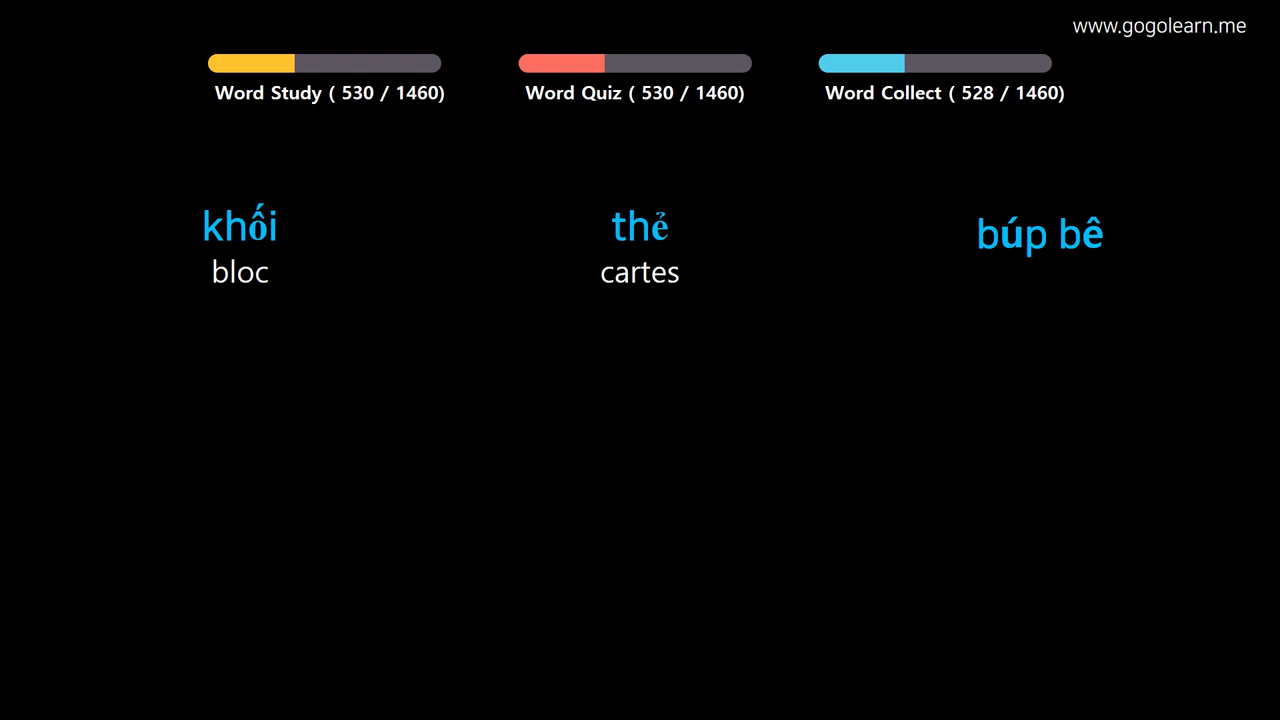 www.gogolearn.me
Word Study ( 530 / 1460)
Word Quiz ( 530 / 1460)
Word Collect ( 528 / 1460)
khối
bloc
thẻ
cartes
búp bê